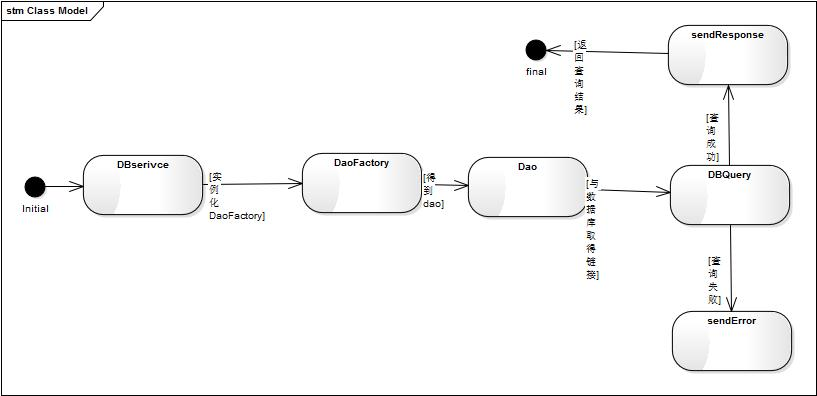 stm Class Model
sendResponse
[返
回
查
询
结
果]
final
[查
询
成
功]
DBserivce
DaoFactory
Dao
DBQuery
Initial
[实
例
化
DaoFactory]
[得
到
dao]
[与
数
据
库
取
得
链
接]
[查
询
失
败]
sendError